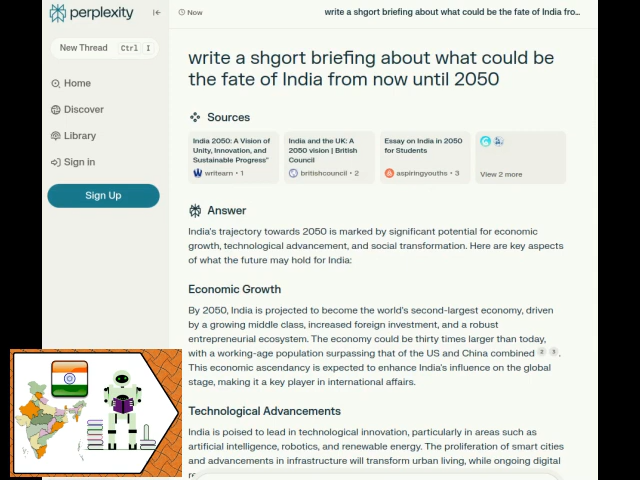 perplexity
Now
write a shgort briefing about what could be the fate of India fro...
New Thread
Ctrl I
Home
Discover
Library
Sign in
Sign Up
write a shgort briefing about what could be
the fate of India from now until 2050
Sources
India 2050: A Vision of
Unity, Innovation, and
Sustainable Progress"
writearn • 1
India and the UK: A
2050 vision | British
Council
britishcouncil • 2
Essay on India in 2050
for Students
aspiringyouths • 3
View 2 more
Answer
India's trajectory towards 2050 is marked by significant potential for economic
growth, technological advancement, and social transformation. Here are key aspects
of what the future may hold for India:
Economic Growth
By 2050, India is projected to become the world's second-largest economy, driven
by a growing middle class, increased foreign investment, and a robust
entrepreneurial ecosystem. The economy could be thirty times larger than today,
with a working-age population surpassing that of the US and China combined 2 3 .
This economic ascendancy is expected to enhance India's influence on the global
stage, making it a key player in international affairs.
Technological Advancements
India is poised to lead in technological innovation, particularly in areas such as
artificial intelligence, robotics, and renewable energy. The proliferation of smart cities
and advancements in infrastructure will transform urban living, while ongoing digital